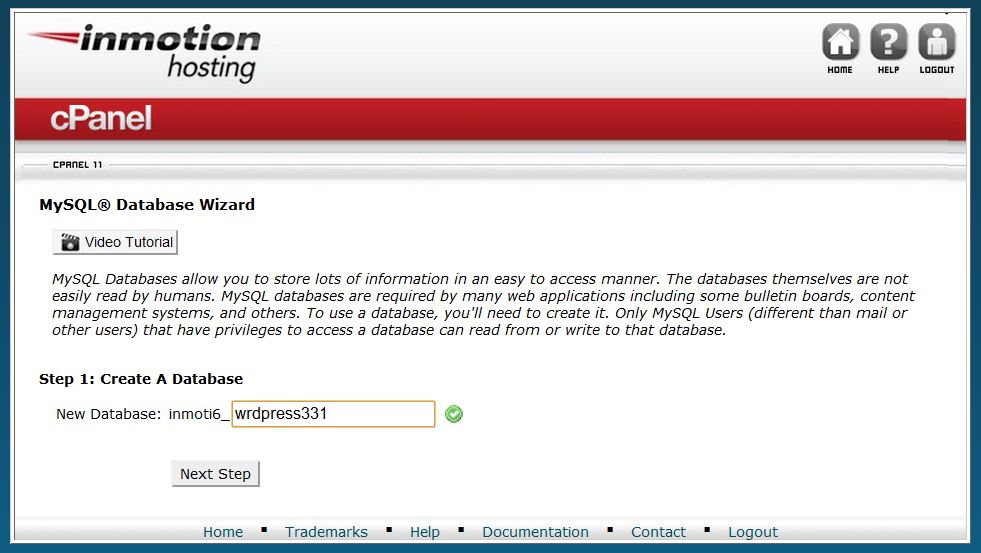 inmotion
hosting
HOME HELP LOGOUT
cPanel
CPANEL 11
MySQL® Database Wizard
Video Tutorial
MySQL Databases allow you to store lots of information in an easy to access manner. The databases themselves are not
easily read by humans. MySQL databases are required by many web applications including some bulletin boards, content
management systems, and others. To use a database, you'll need to create it. Only MySQL Users (different than mail or
other users) that have privileges to access a database can read from or write to that database.
Step 1: Create A Database
New Database: inmoti6_ wrdpress331
Next Step
Home ▪ Trademarks ▪ Help ▪ Documentation ▪ Contact ▪ Logout